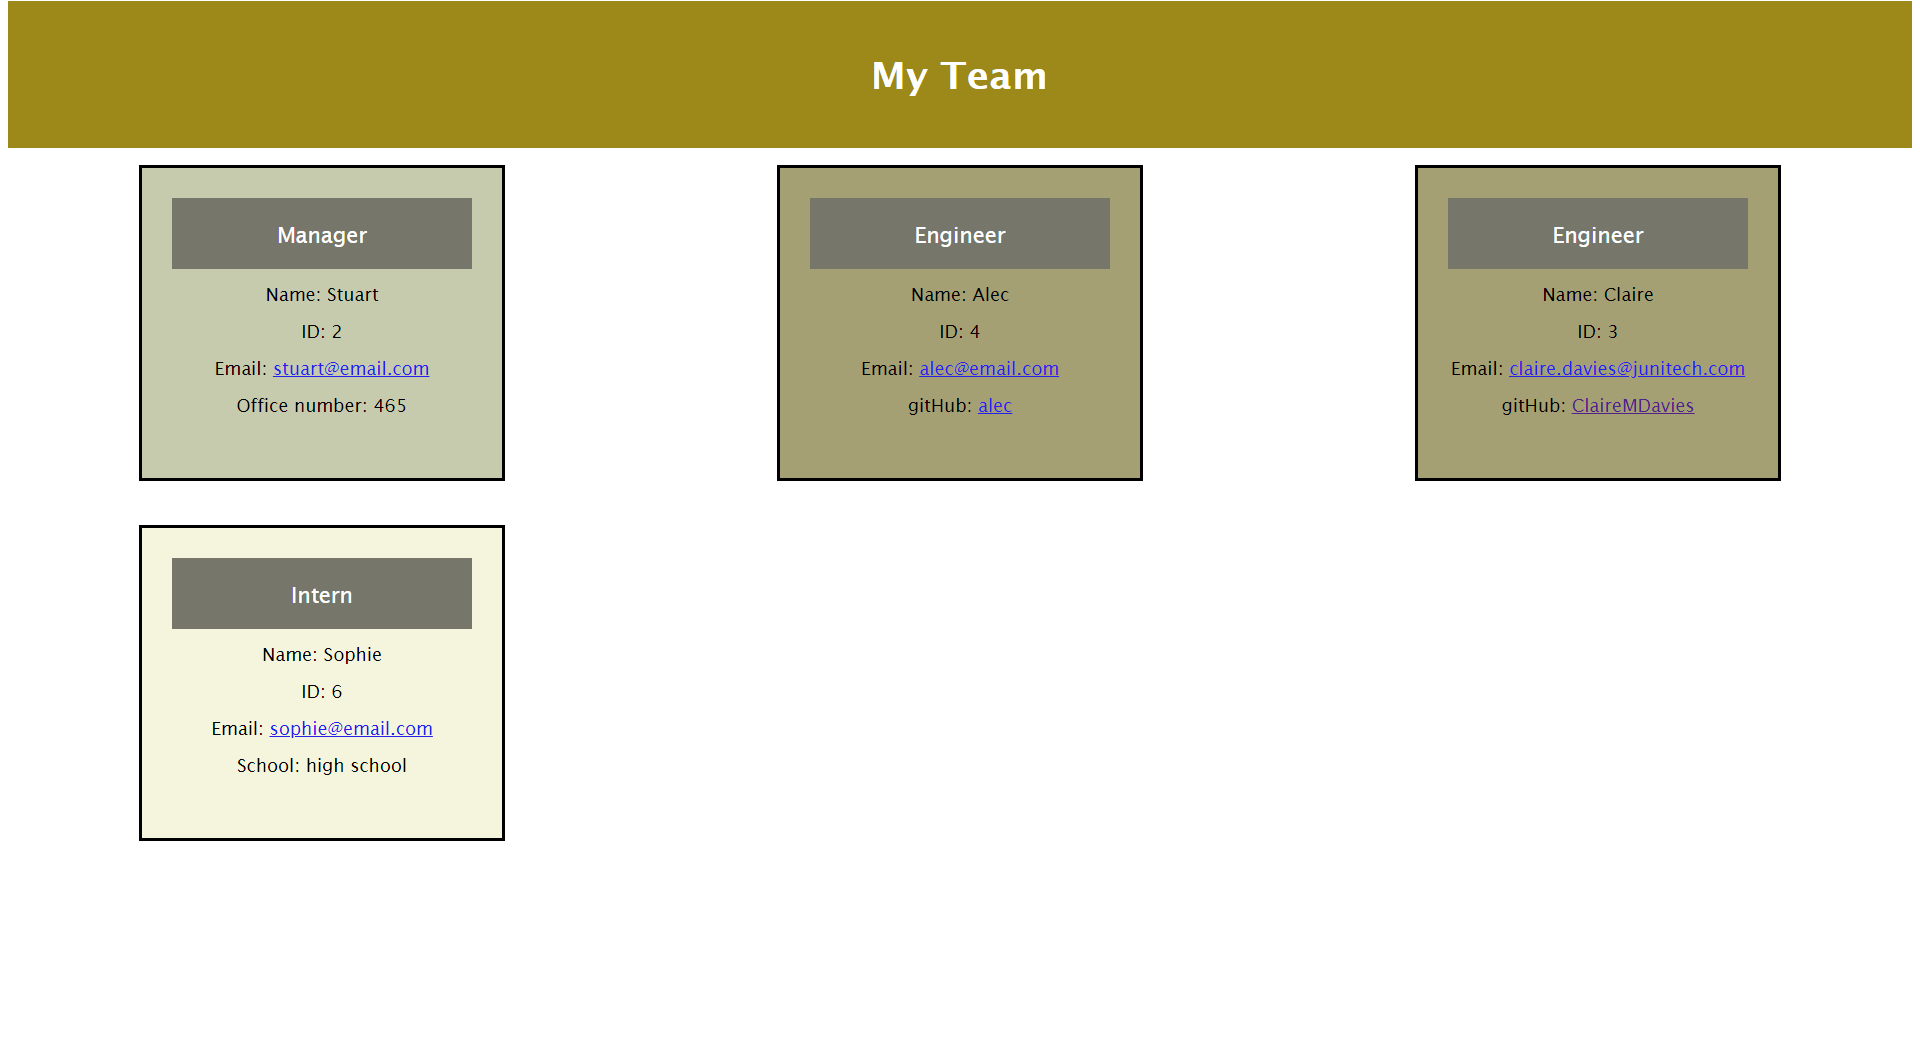 My Team
Manager
Name: Stuart
ID: 2
Email: stuart@email.com
Office number: 465
Engineer
Name: Alec
ID: 4
Email: alec@email.com
gitHub: alec
Engineer
Name: Claire
ID: 3
Email: claire.davies@junitech.com
gitHub: ClaireMDavies
Intern
Name: Sophie
ID: 6
Email: sophie@email.com
School: high school